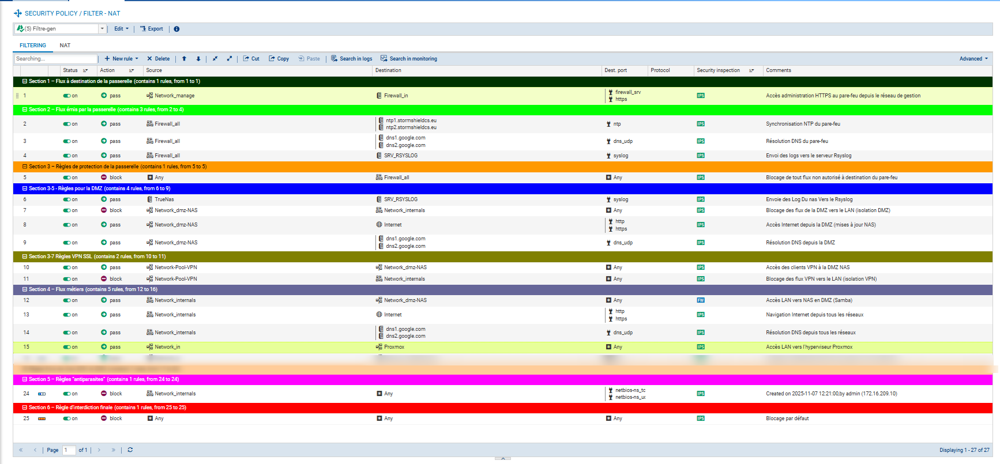 SECURITY POLICY / FILTER - NAT
(5) Filtre-gen Edit Export
FILTERING NAT
Searching... New rule Delete Cut Copy Paste Search in logs Search in monitoring Advanced
Status Action Source Destination Dest. port Protocol Security inspection Comments
Section 1 – Flux à destination de la passerelle (contains 1 rules, from 1 to 1)
1 on pass Network_manage Firewall_in firewall_srv https IPS Accès administration HTTPS au pare-feu depuis le réseau de gestion
Section 2 – Flux émis par la passerelle (contains 3 rules, from 2 to 4)
2 on pass Firewall_all ntp1.stormshieldcs.eu ntp2.stormshieldcs.eu ntp IPS Synchronisation NTP du pare-feu
3 on pass Firewall_all dns1.google.com dns2.google.com dns_udp IPS Résolution DNS du pare-feu
4 on pass Firewall_all SRV_RSYSLOG syslog IPS Envoi des logs vers le serveur Rsyslog
Section 3 – Règles de protection de la passerelle (contains 1 rules, from 5 to 5)
5 on block Any Firewall_all Any IPS Blocage de tout flux non autorisé à destination du pare-feu
Section 3-5 - Règles pour la DMZ (contains 4 rules, from 6 to 9)
6 on pass TrueNas SRV_RSYSLOG syslog IPS Envoie des Log Du nas Vers le Rsyslog
7 on block Network_dmz-NAS Network_internals Any IPS Blocage des flux de la DMZ vers le LAN (isolation DMZ)
8 on pass Network_dmz-NAS Internet http https IPS Accès Internet depuis la DMZ (mises à jour NAS)
9 on pass Network_dmz-NAS dns1.google.com dns2.google.com dns_udp IPS Résolution DNS depuis la DMZ
Section 3-7 Règles VPN SSL (contains 2 rules, from 10 to 11)
10 on pass Network-Pool-VPN Network_dmz-NAS Any IPS Accès des clients VPN à la DMZ NAS
11 on block Network-Pool-VPN Network_internals Any IPS Blocage des flux VPN vers le LAN (isolation VPN)
Section 4 – Flux métiers (contains 5 rules, from 12 to 16)
12 on pass Network_internals Network_dmz-NAS Any FW Accès LAN vers NAS en DMZ (Samba)
13 on pass Network_internals Internet http https IPS Navigation Internet depuis tous les réseaux
14 on pass Network_internals dns1.google.com dns2.google.com dns_udp IPS Résolution DNS depuis tous les réseaux
15 on pass Network_in Proxmox Any IPS Accès LAN vers l'hyperviseur Proxmox
Section 5 – Règles "antiparasites" (contains 1 rules, from 24 to 24)
24 on block Network_internals Any netbios-ns_tc netbios-ns_u IPS Created on 2025-11-07 12:21:00,by admin (172.16.209.10)
Section 6 – Règle d'interdiction finale (contains 1 rules, from 25 to 25)
25 on block Any Any Any IPS Blocage par défaut
Page 1 of 1 Displaying 1 - 27 of 27